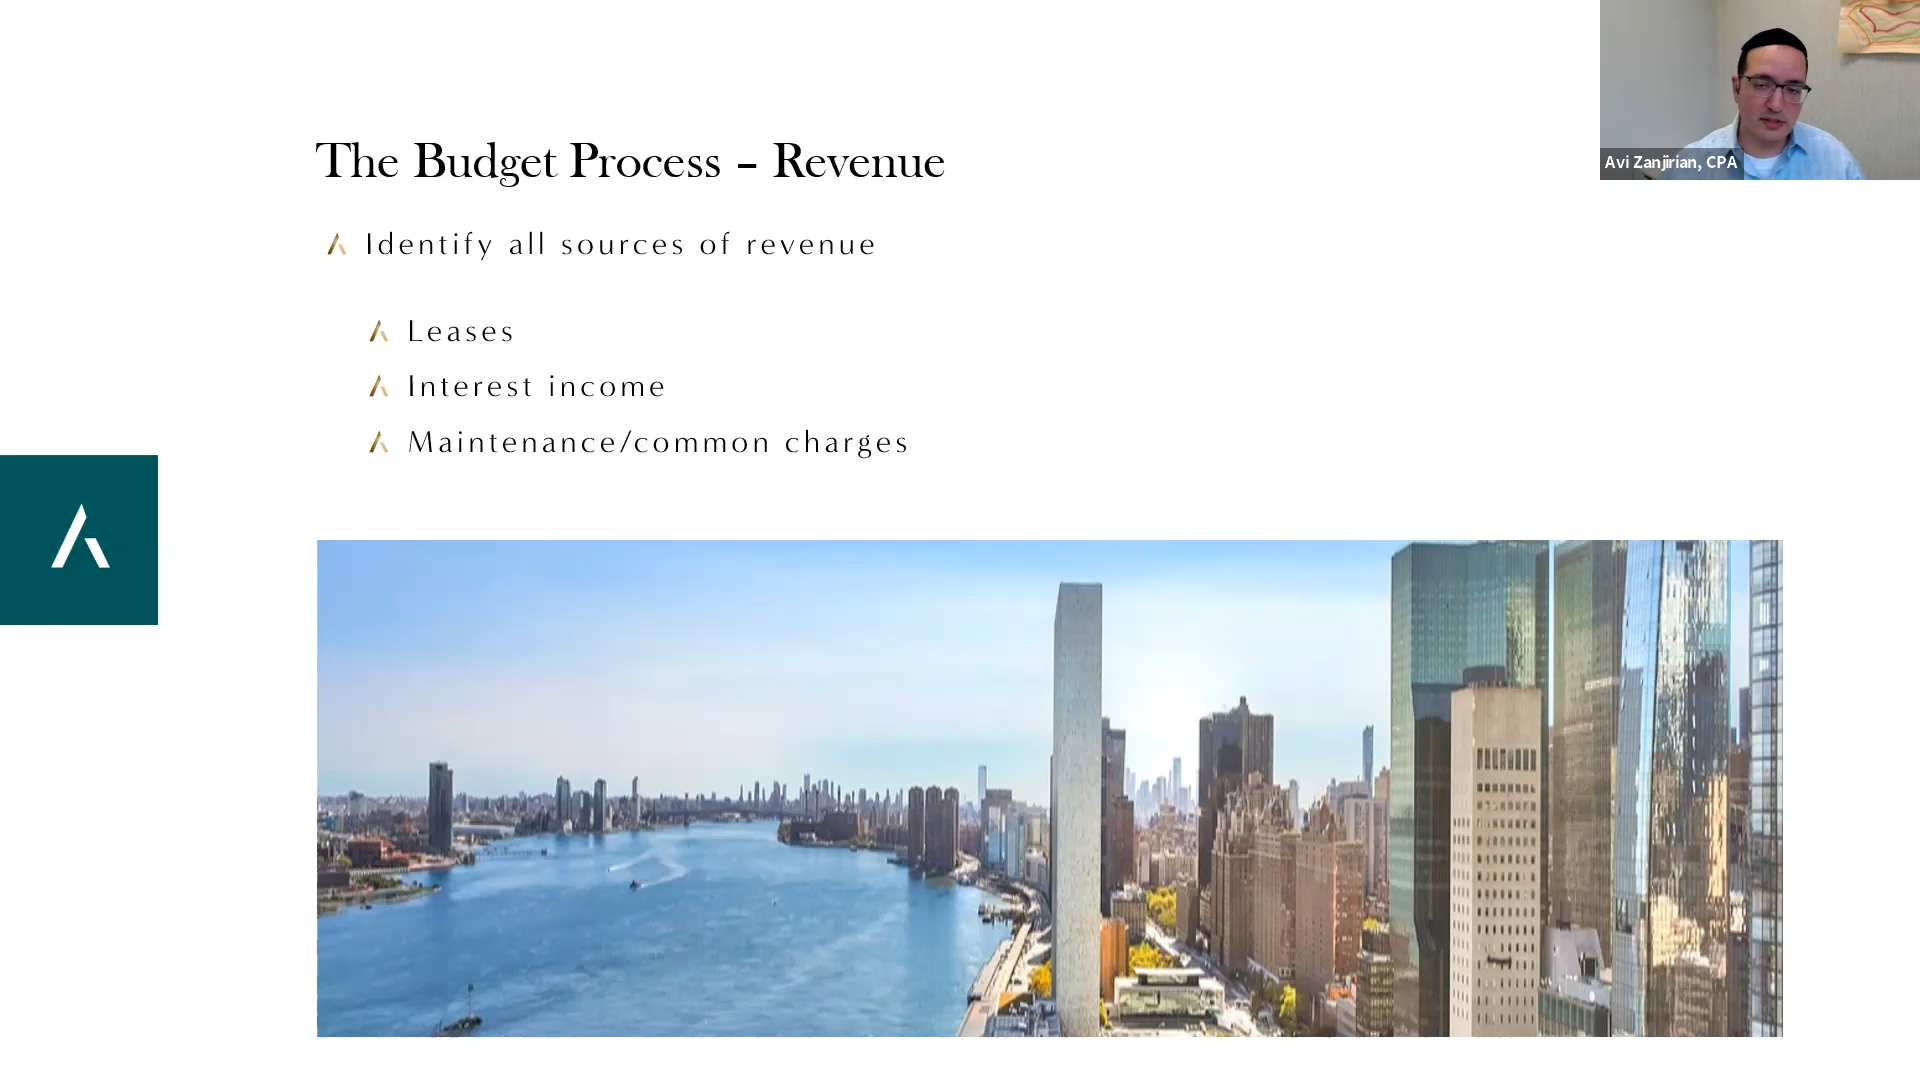 The Budget Process – Revenue
Identify all sources of revenue
Leases
Interest income
Maintenance/common charges
Avi Zanjirian, CPA